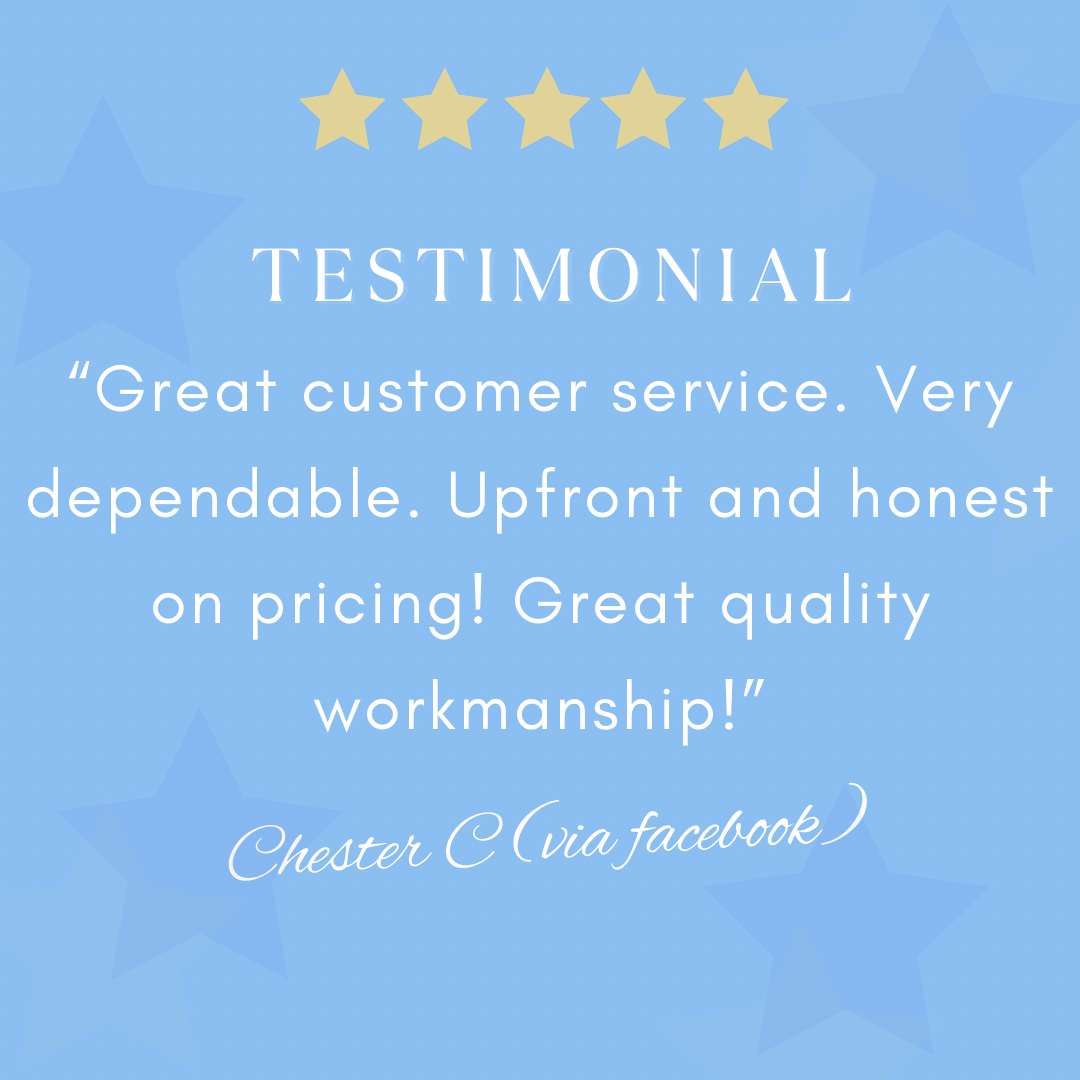 TESTIMONIAL
“Great customer service. Very
dependable. Upfront and honest
on pricing! Great quality
workmanship!”
Chester C (via facebook)